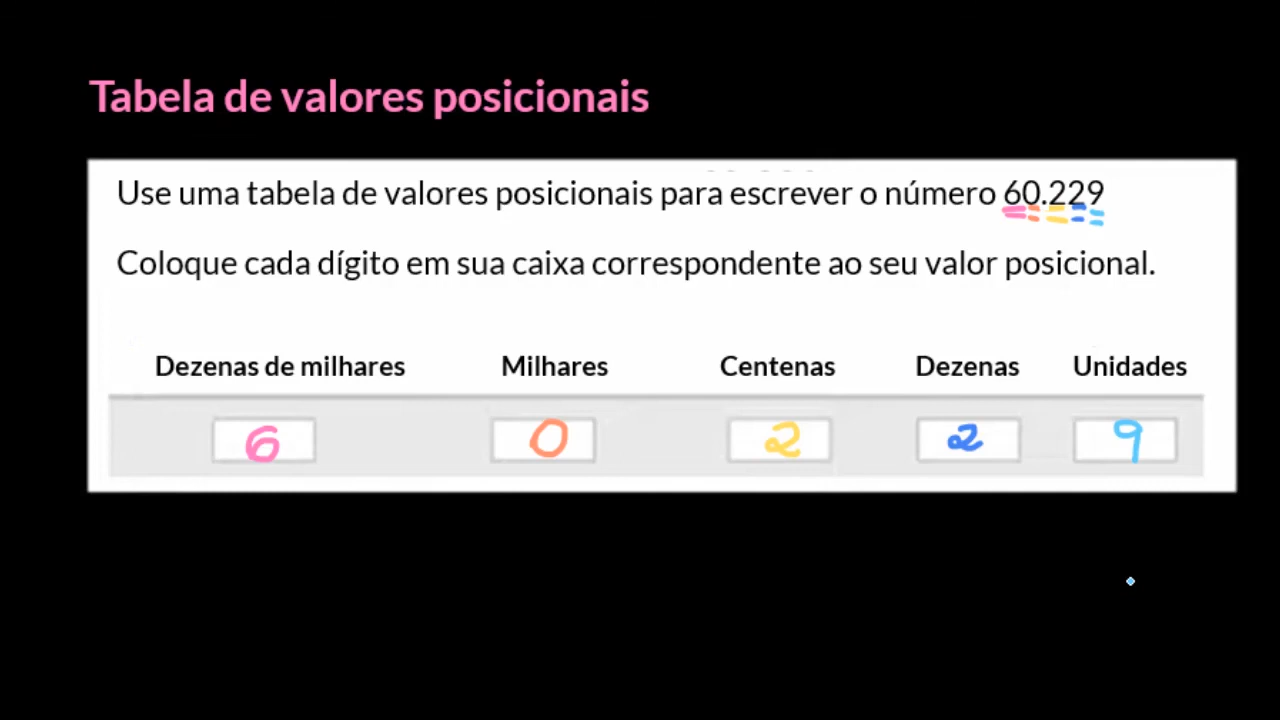 Tabela de valores posicionais
Use uma tabela de valores posicionais para escrever o número 60.229
Coloque cada dígito em sua caixa correspondente ao seu valor posicional.
Dezenas de milhares Milhares Centenas Dezenas Unidades
6 0 2 2 9